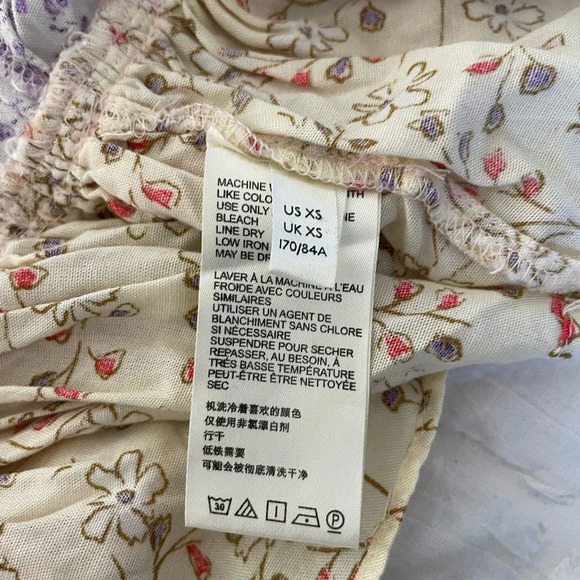 US XS
UK XS
170/84A
MACHINE
LIKE COLO
USE ONLY
BLEACH
LINE DRY
LOW IRON
MAY BE
LAVER À LA MACHINE À L'EAU
FROIDE AVEC COULEURS
SIMILAIRES
UTILISER UN AGENT DE
BLANCHIMENT SANS CHLORE
SI NÉCESSAIRE
SUSPENDRE POUR SÉCHER
REPASSER, AU BESOIN, À
TRÈS BASSE TEMPÉRATURE
PEUT-ÊTRE ÊTRE NETTOYÉE
SEC
机洗冷着喜欢的颜色
仅使用非氯漂白剂
行干
低铁需要
可能会被彻底清洗干净
30 P